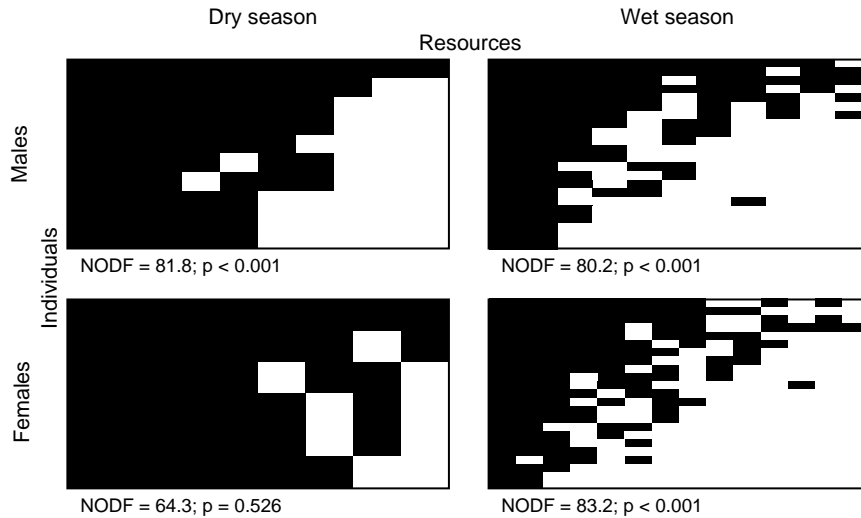 Dry season
Wet season
Resources
Individuals
Males
NODF = 81.8; p < 0.001
NODF = 80.2; p < 0.001
Females
NODF = 64.3; p = 0.526
NODF = 83.2; p < 0.001